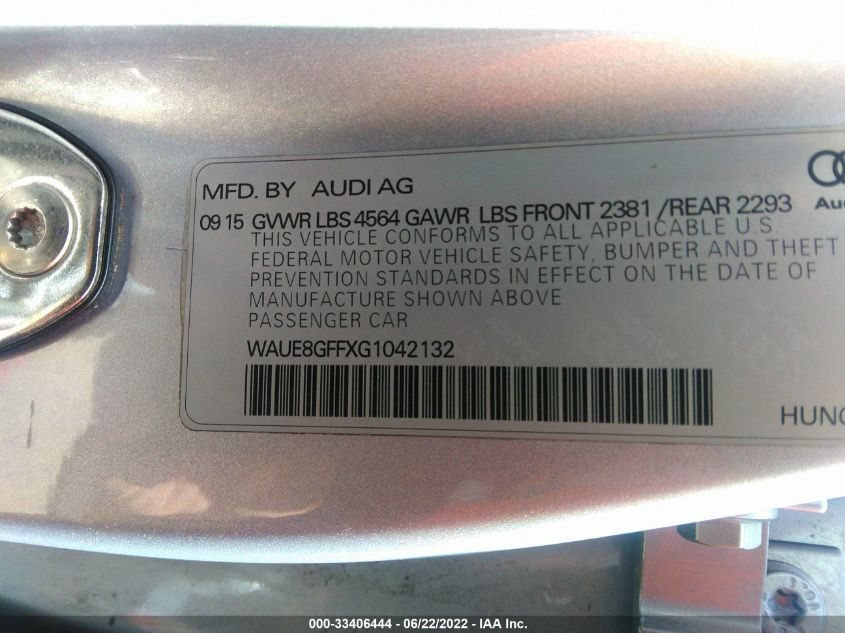 MFD. BY AUDI AG
09 15 GVWR LBS 4564 GAWR LBS FRONT 2381 /REAR 2293
THIS VEHICLE CONFORMS TO ALL APPLICABLE U.S.
FEDERAL MOTOR VEHICLE SAFETY, BUMPER AND THEFT
PREVENTION STANDARDS IN EFFECT ON THE DATE OF
MANUFACTURE SHOWN ABOVE
PASSENGER CAR
WAUE8GFFXG1042132
000-33406444 - 06/22/2022 - IAA Inc.